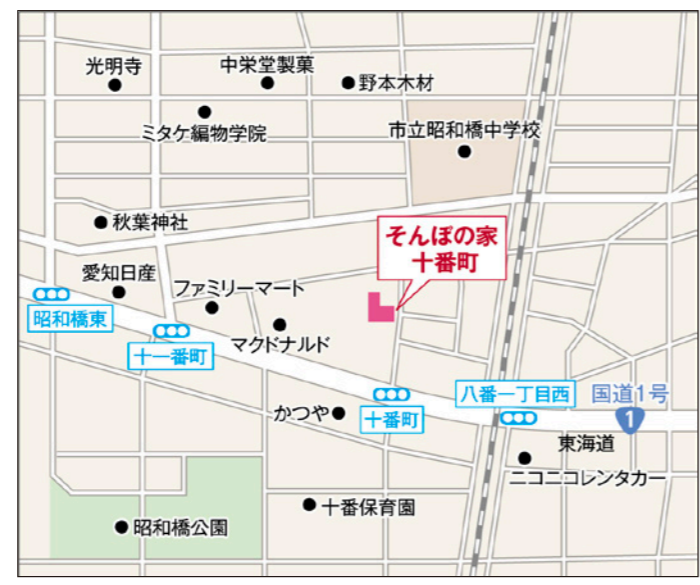 光明寺
中栄堂製菓
野本木材
ミタケ編物学院
市立昭和橋中学校
秋葉神社
そんぽの家
十番町
愛知日産
ファミリーマート
昭和橋東
十一番町
マクドナルド
八番一丁目西
国道1号
1
かつや
十番町
東海道
ニコニコレンタカー
十番保育園
昭和橋公園